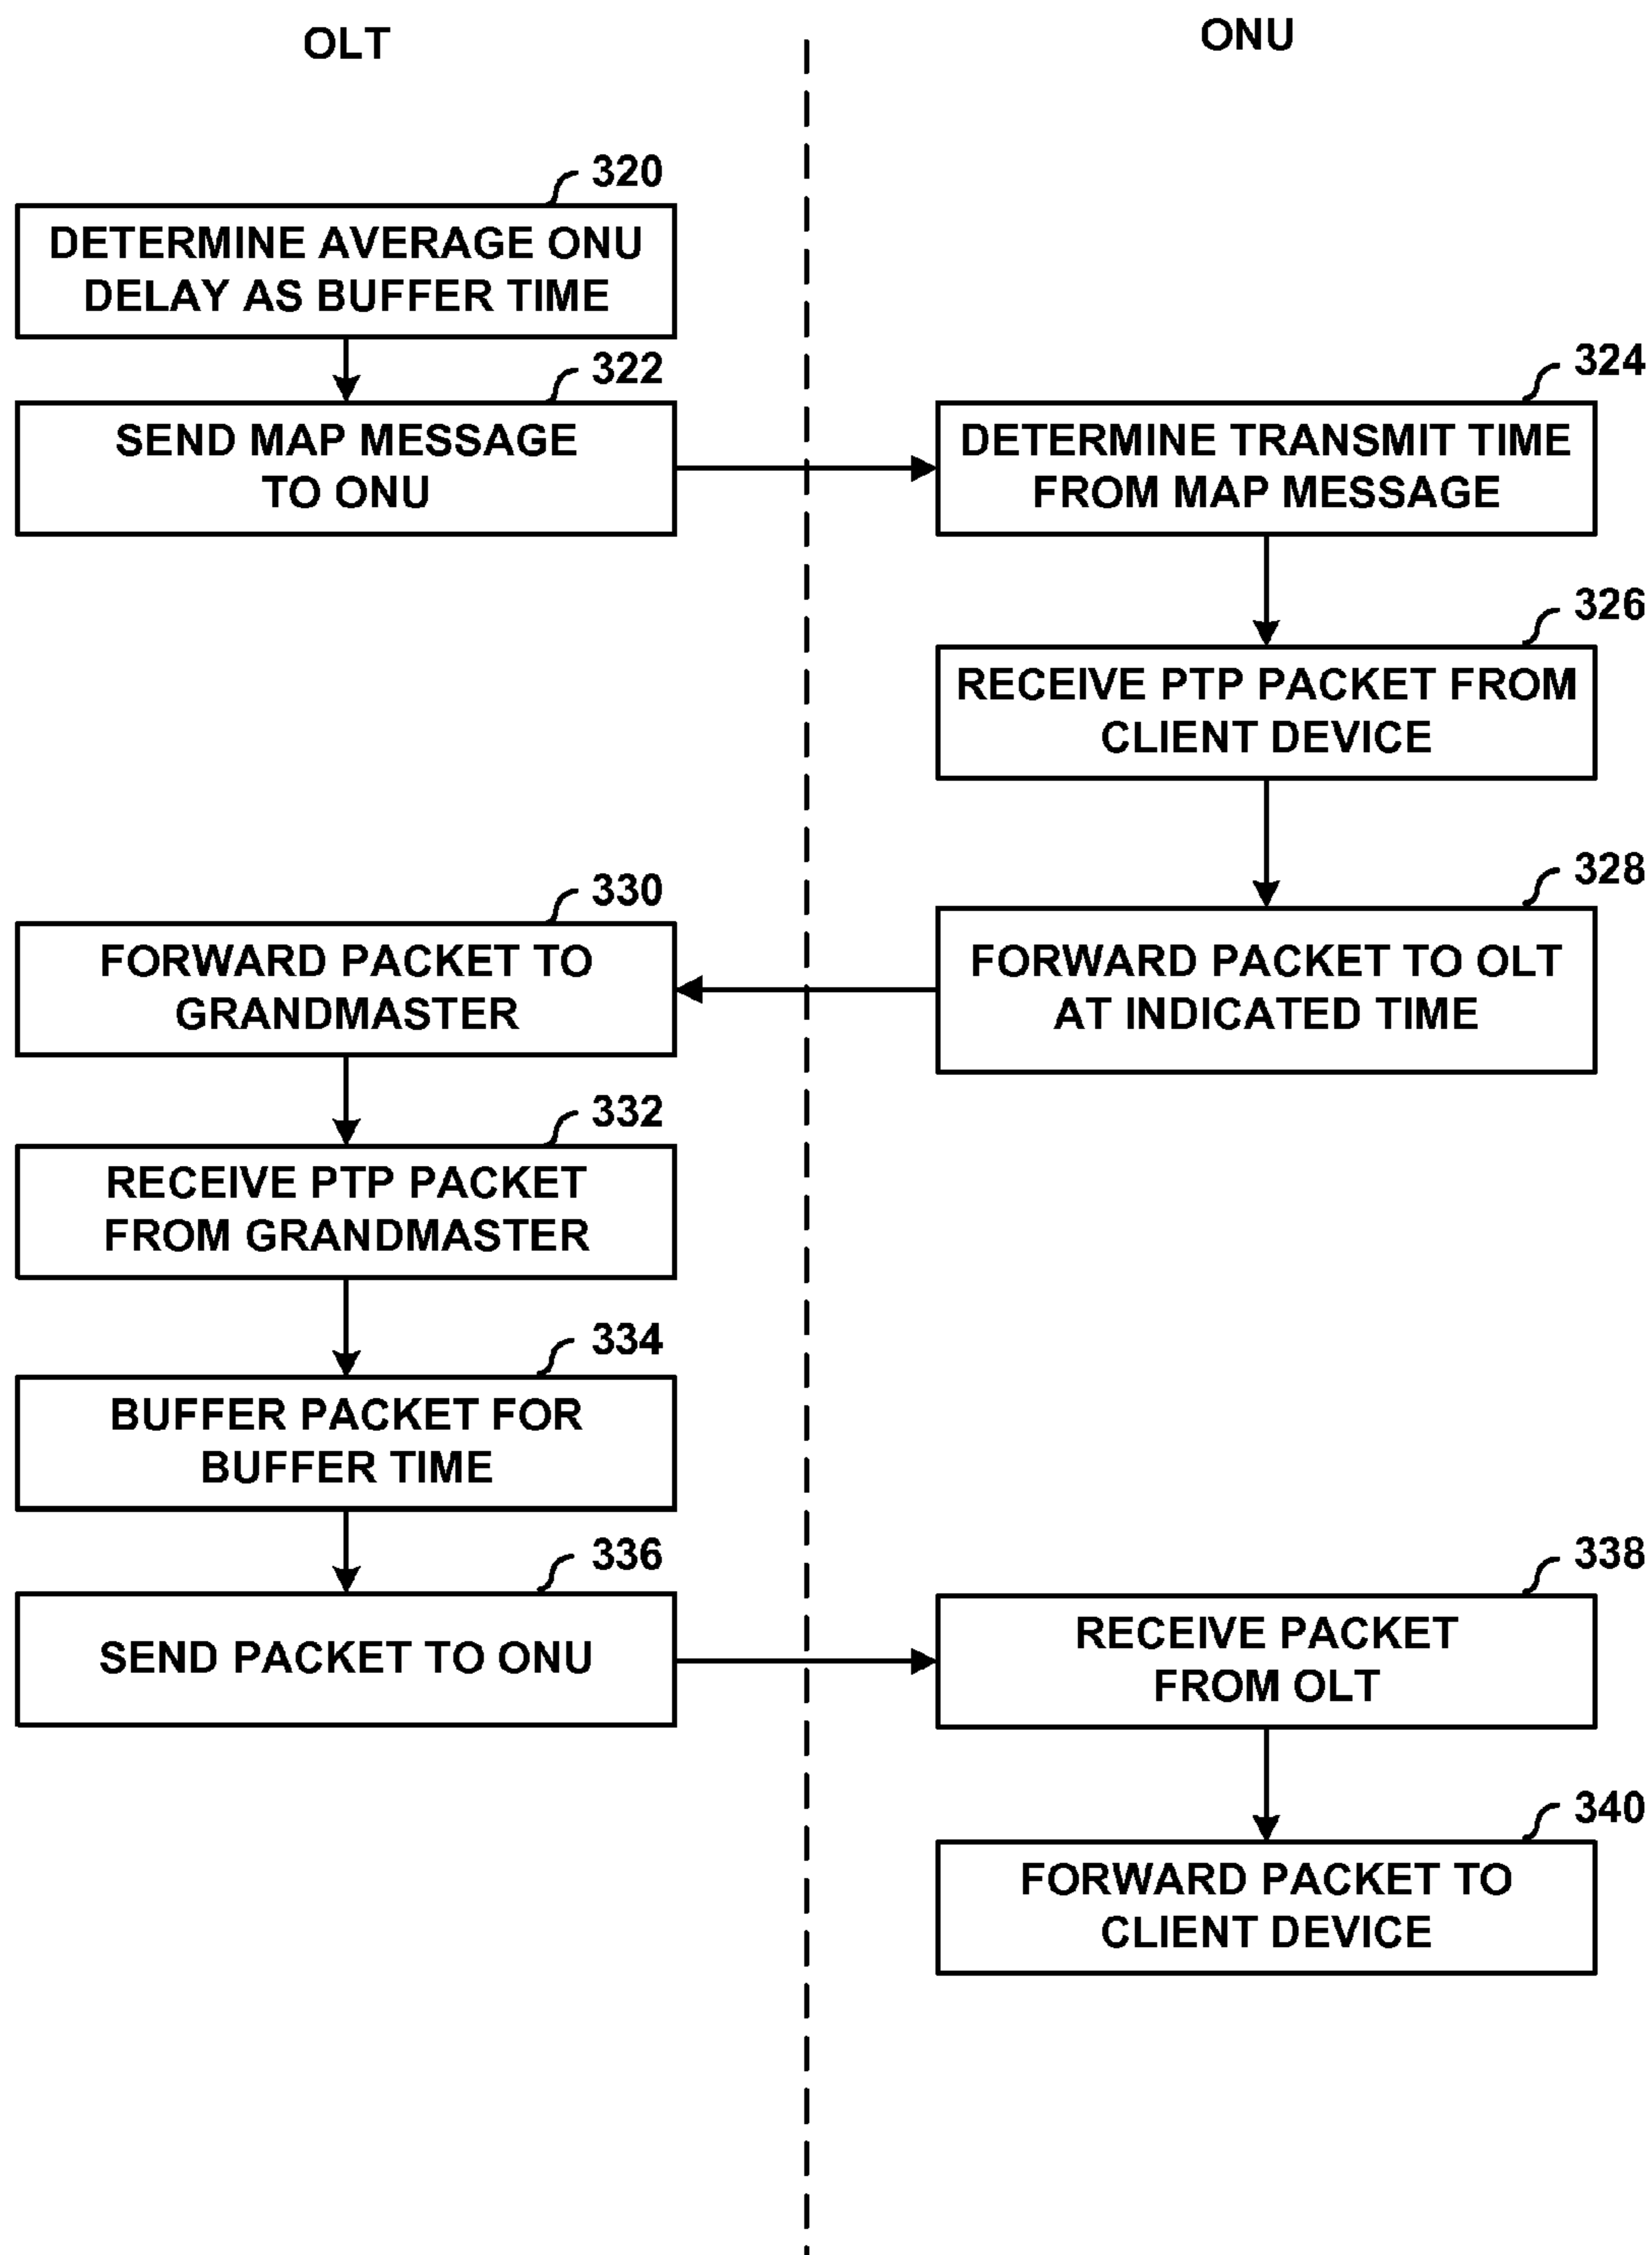 OLT
ONU
320
DETERMINE AVERAGE ONU
DELAY AS BUFFER TIME
322
SEND MAP MESSAGE
TO ONU
324
DETERMINE TRANSMIT TIME
FROM MAP MESSAGE
326
RECEIVE PTP PACKET FROM
CLIENT DEVICE
328
FORWARD PACKET TO OLT
AT INDICATED TIME
330
FORWARD PACKET TO
GRANDMASTER
332
RECEIVE PTP PACKET
FROM GRANDMASTER
334
BUFFER PACKET FOR
BUFFER TIME
336
SEND PACKET TO ONU
338
RECEIVE PACKET
FROM OLT
340
FORWARD PACKET TO
CLIENT DEVICE